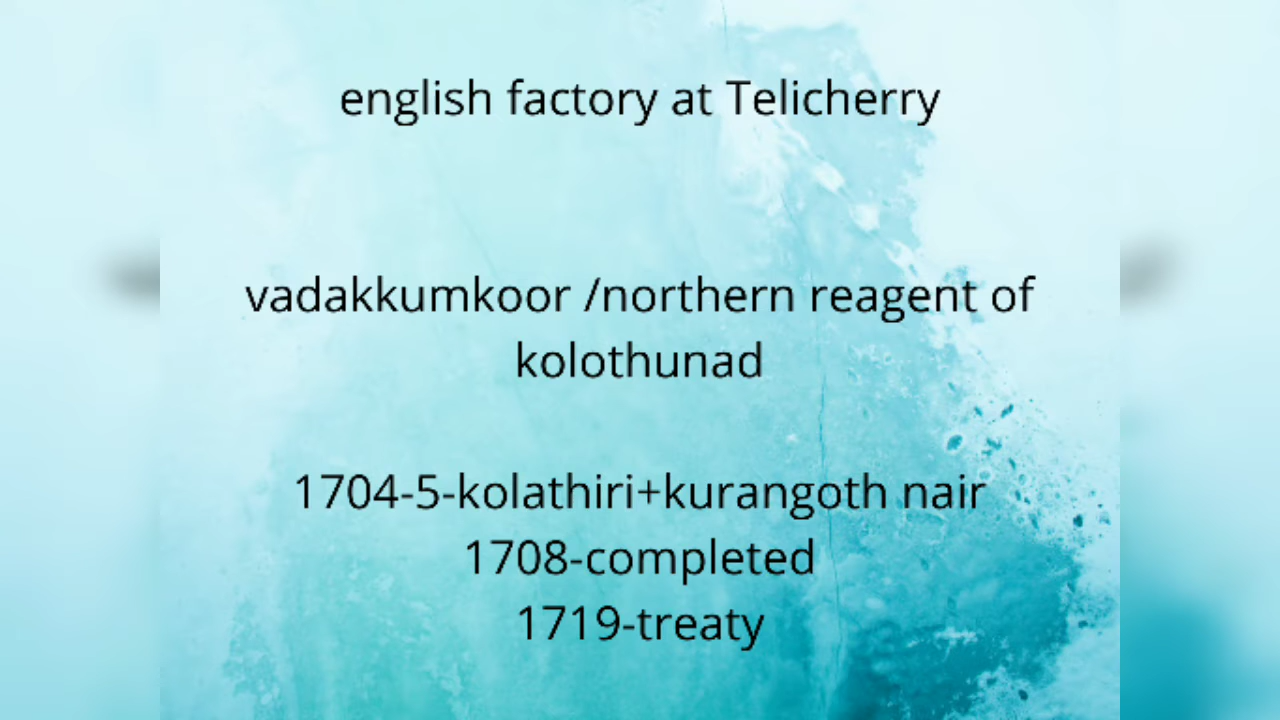 english factory at Telicherry
vadakkumkoor /northern reagent of
kolothunad
1704-5-kolathiri+kurangoth nair
1708-completed
1719-treaty